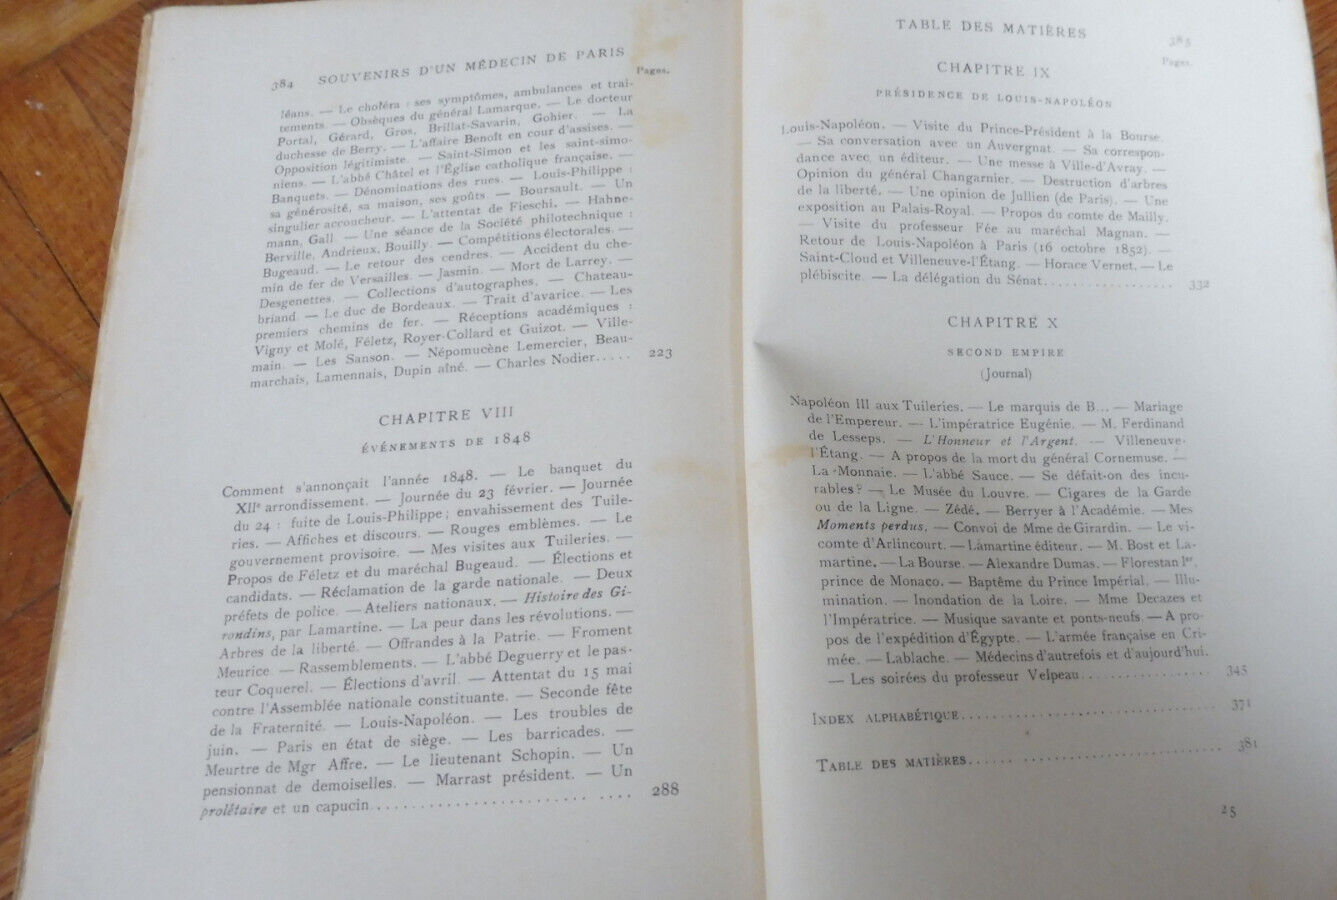 384 SOUVENIRS D'UN MÉDECIN DE PARIS
Pages.
léans. — Le choléra : ses symptômes, ambulances et trai-
tements. — Obsèques du général Lamarque. — Le docteur
Portal, Gérard, Gros, Brillat-Savarin, Gohier. — La
duchesse de Berry. — L'affaire Benoît en cour d'assises. —
Opposition légitimiste. — Saint-Simon et les saint-simo-
niens. — L'abbé Châtel et l'Église catholique française. —
Banquets. — Dénominations des rues. — Louis-Philippe :
sa générosité, sa maison, ses goûts. — Boursault. — Un
singulier accoucheur. — L'attentat de Fieschi. — Hahne-
mann, Gall. — Une séance de la Société philotechnique :
Berville, Andrieux, Bouilly. — Compétitions électorales. —
Bugeaud. — Le retour des cendres. — Accident du che-
min de fer de Versailles. — Jasmin. — Mort de Larrey. —
Desgenettes. — Collections d'autographes. — Chateau-
briand. — Le duc de Bordeaux. — Trait d'avarice. — Les
premiers chemins de fer. — Réceptions académiques :
Vigny et Molé, Féletz, Royer-Collard et Guizot. — Ville-
main. — Les Sanson. — Népomucène Lemercier, Beau-
marchais, Lamennais, Dupin aîné. — Charles Nodier..... 223
CHAPITRE VIII
ÉVÉNEMENTS DE 1848
Comment s'annonçait l'année 1848. — Le banquet du
XIIe arrondissement. — Journée du 23 février. — Journée
du 24 : fuite de Louis-Philippe ; envahissement des Tuile-
ries. — Affiches et discours. — Rouges emblèmes. — Le
gouvernement provisoire. — Mes visites aux Tuileries. —
Propos de Féletz et du maréchal Bugeaud. — Élections et
candidats. — Réclamation de la garde nationale. — Deux
préfets de police. — Ateliers nationaux. — Histoire des Gi-
rondins, par Lamartine. — La peur dans les révolutions. —
Arbres de la liberté. — Offrandes à la Patrie. — Froment
Meurice — Rassemblements. — L'abbé Deguerry et le pas-
teur Coquerel. — Élections d'avril. — Attentat du 15 mai
contre l'Assemblée nationale constituante. — Seconde fête
de la Fraternité. — Louis-Napoléon. — Les troubles de
juin. — Paris en état de siège. — Les barricades. —
Meurtre de Mgr Affre. — Le lieutenant Schopin. — Un
pensionnat de demoiselles. — Marrast président. — Un
prolétaire et un capucin.............................. 288
TABLE DES MATIÈRES 385
Pages.
CHAPITRE IX
PRÉSIDENCE DE LOUIS-NAPOLÉON
Louis-Napoléon. — Visite du Prince-Président à la Bourse.
— Sa conversation avec un Auvergnat. — Sa correspon-
dance avec un éditeur. — Une messe à Ville-d'Avray. —
Opinion du général Changarnier. — Destruction d'arbres
de la liberté. — Une opinion de Jullien (de Paris). — Une
exposition au Palais-Royal. — Propos du comte de Mailly.
— Visite du professeur Fée au maréchal Magnan. —
Retour de Louis-Napoléon à Paris (16 octobre 1852). —
Saint-Cloud et Villeneuve-l'Étang. — Horace Vernet. — Le
plébiscite. — La délégation du Sénat.................. 332
CHAPITRE X
SECOND EMPIRE
(Journal)
Napoléon III aux Tuileries. — Le marquis de B... — Mariage
de l'Empereur. — L'impératrice Eugénie. — M. Ferdinand
de Lesseps. — L'Honneur et l'Argent. — Villeneuve-
l'Étang. — A propos de la mort du général Cornemuse. —
La Monnaie. — L'abbé Sauce. — Se défait-on des incu-
rables ? — Le Musée du Louvre. — Cigares de la Garde
ou de la Ligne. — Zédé. — Berryer à l'Académie. — Mes
Moments perdus. — Convoi de Mme de Girardin. — Le vi-
comte d'Arlincourt. — Lamartine éditeur. — M. Bost et La-
martine. — La Bourse. — Alexandre Dumas. — Florestan Ier,
prince de Monaco. — Baptême du Prince Impérial. — Illu-
mination. — Inondation de la Loire. — Mme Decazes et
l'Impératrice. — Musique savante et ponts-neufs. — A pro-
pos de l'expédition d'Égypte. — L'armée française en Cri-
mée. — Lablache. — Médecins d'autrefois et d'aujourd'hui.
— Les soirées du professeur Velpeau.................. 345
INDEX ALPHABÉTIQUE.................................... 371
TABLE DES MATIÈRES.................................... 381
25